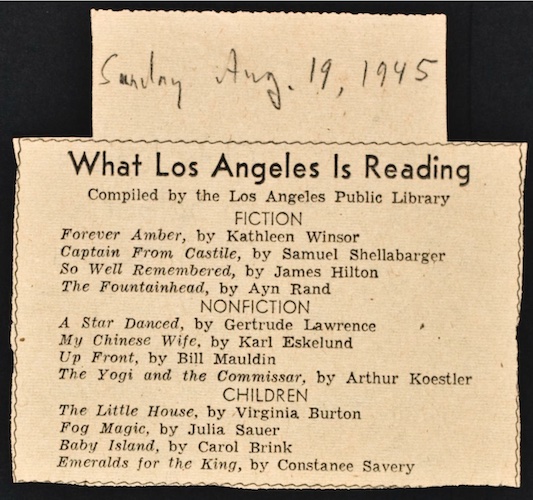 Sunday Aug. 19, 1945
What Los Angeles Is Reading
Compiled by the Los Angeles Public Library
FICTION
Forever Amber, by Kathleen Winsor
Captain From Castile, by Samuel Shellabarger
So Well Remembered, by James Hilton
The Fountainhead, by Ayn Rand
NONFICTION
A Star Danced, by Gertrude Lawrence
My Chinese Wife, by Karl Eskelund
Up Front, by Bill Mauldin
The Yogi and the Commissar, by Arthur Koestler
CHILDREN
The Little House, by Virginia Burton
Fog Magic, by Julia Sauer
Baby Island, by Carol Brink
Emeralds for the King, by Constanee Savery